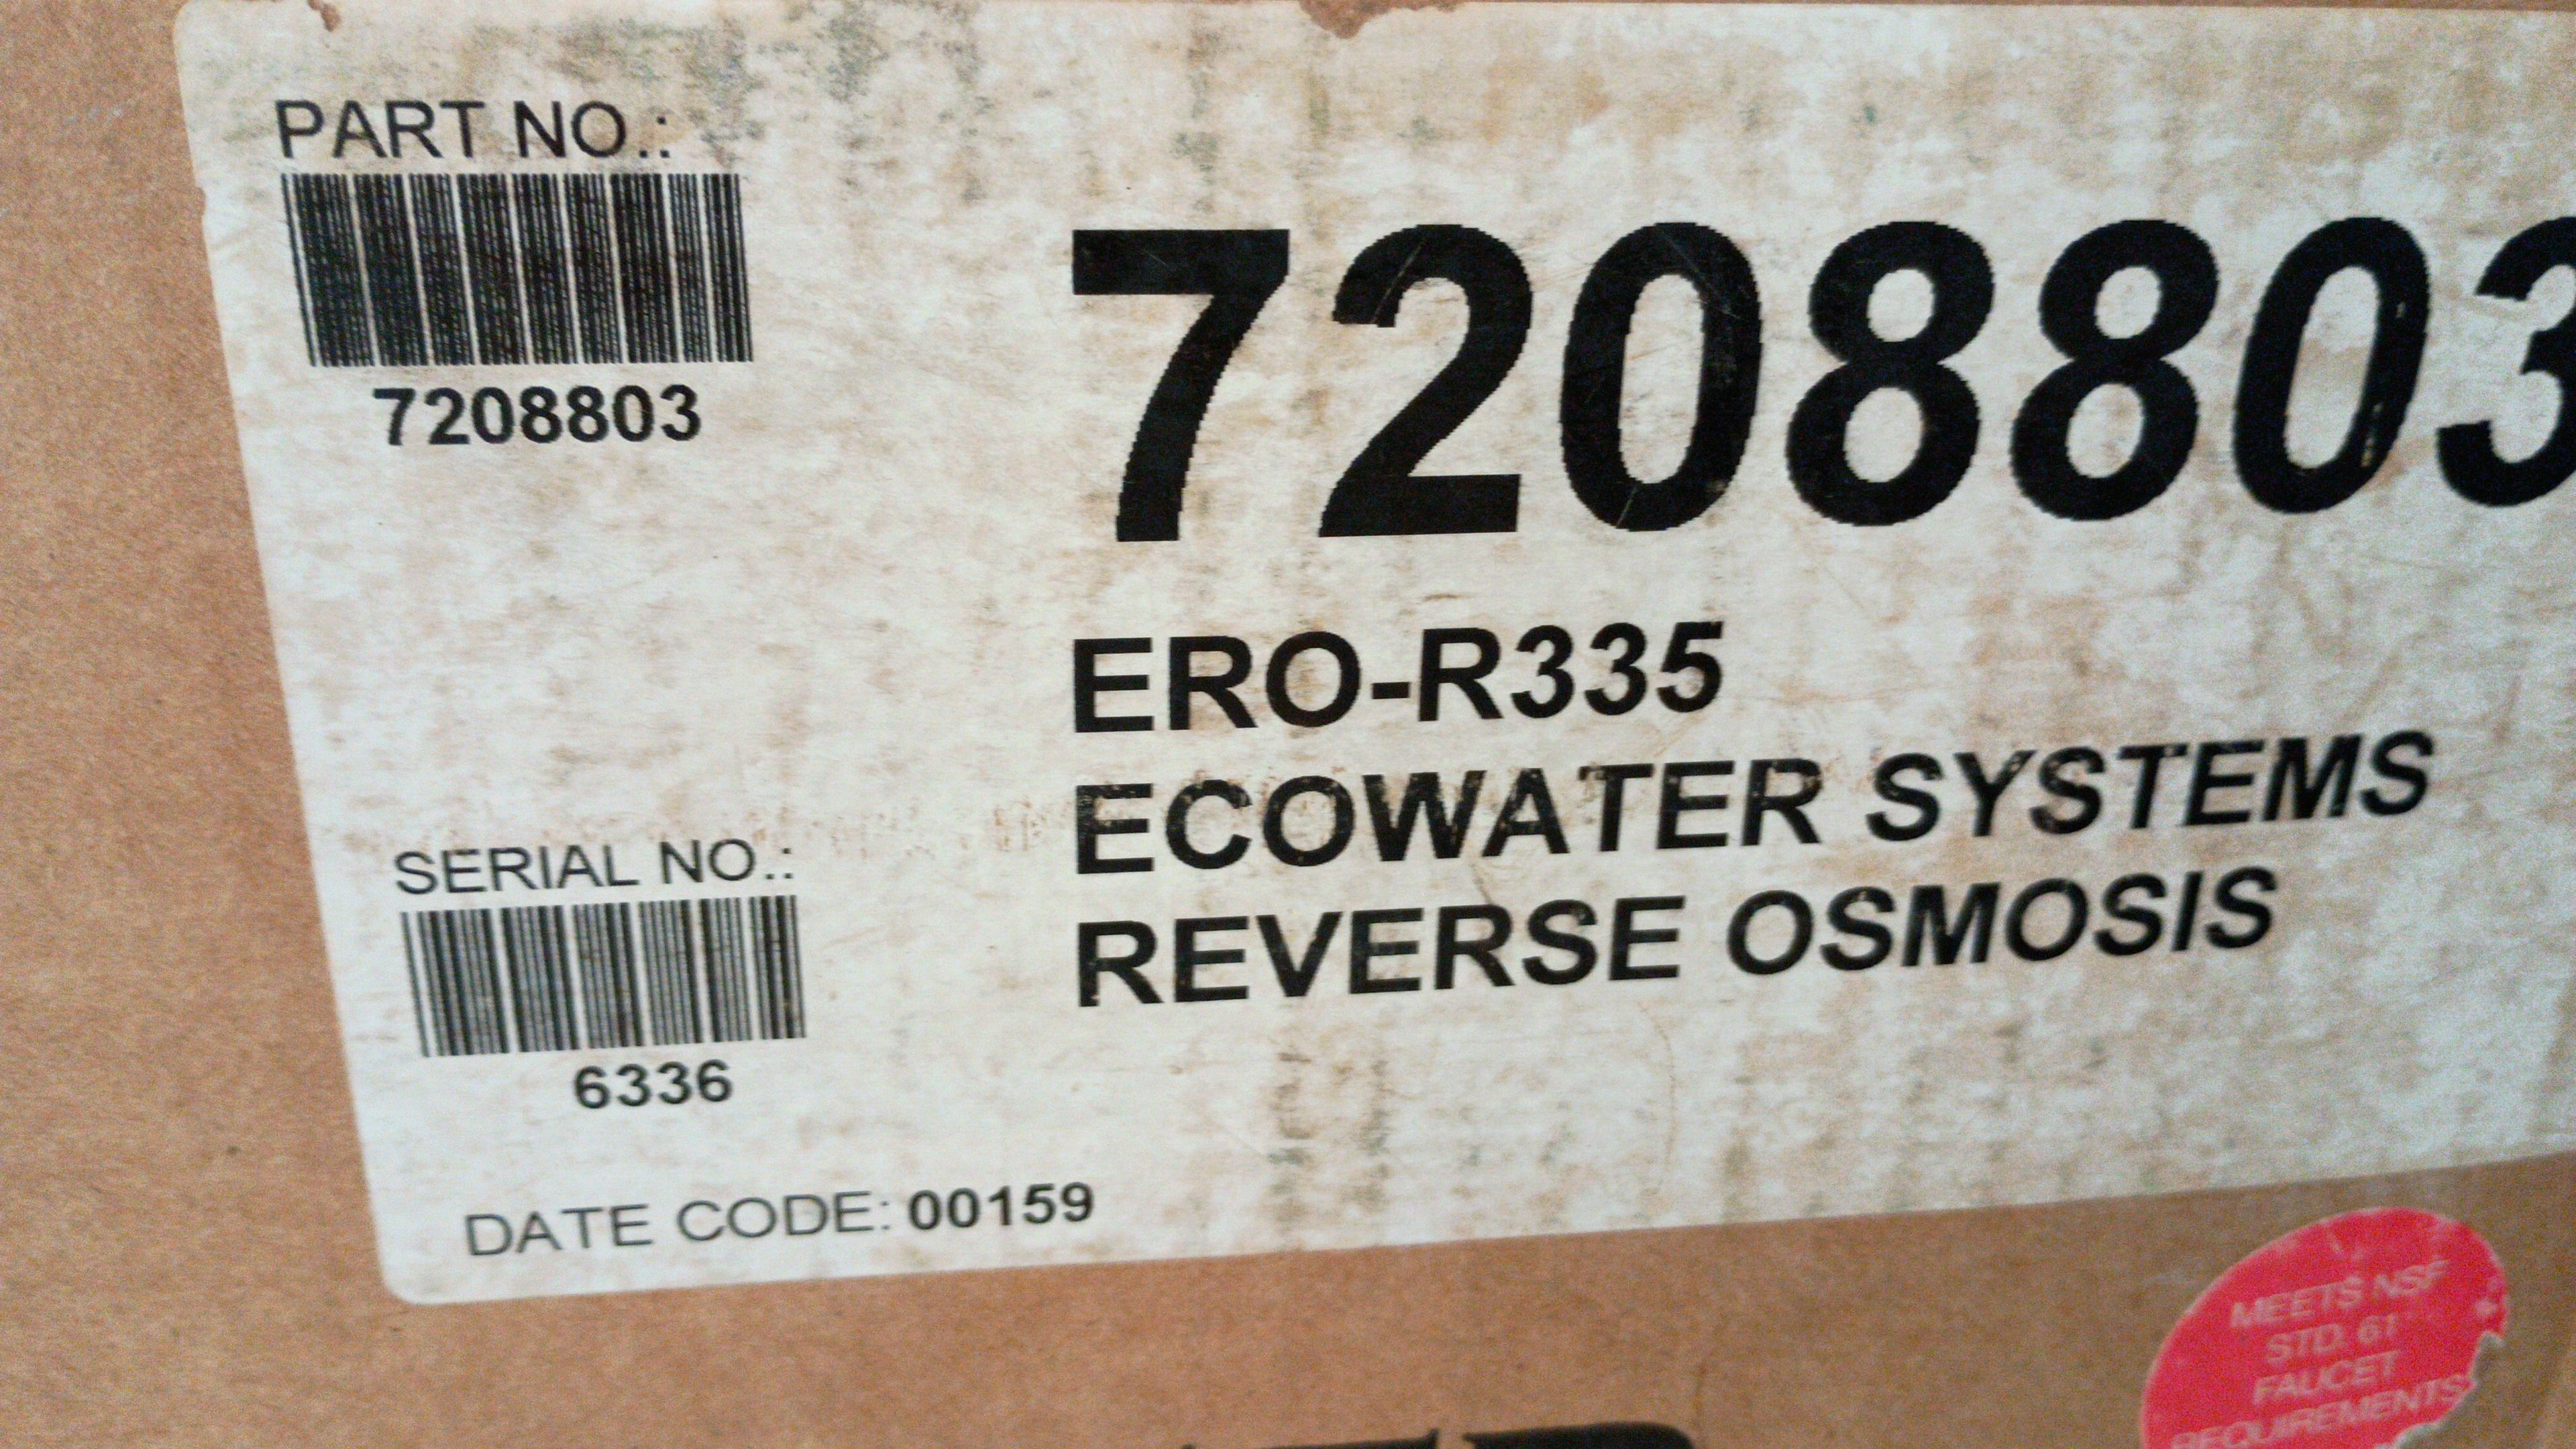 PART NO.:
7208803
7208803
ERO-R335
ECOWATER SYSTEMS
REVERSE OSMOSIS
SERIAL NO.:
6336
DATE CODE: 00159
MEETS NSF
STD. 61
FAUCET
REQUIREMENTS